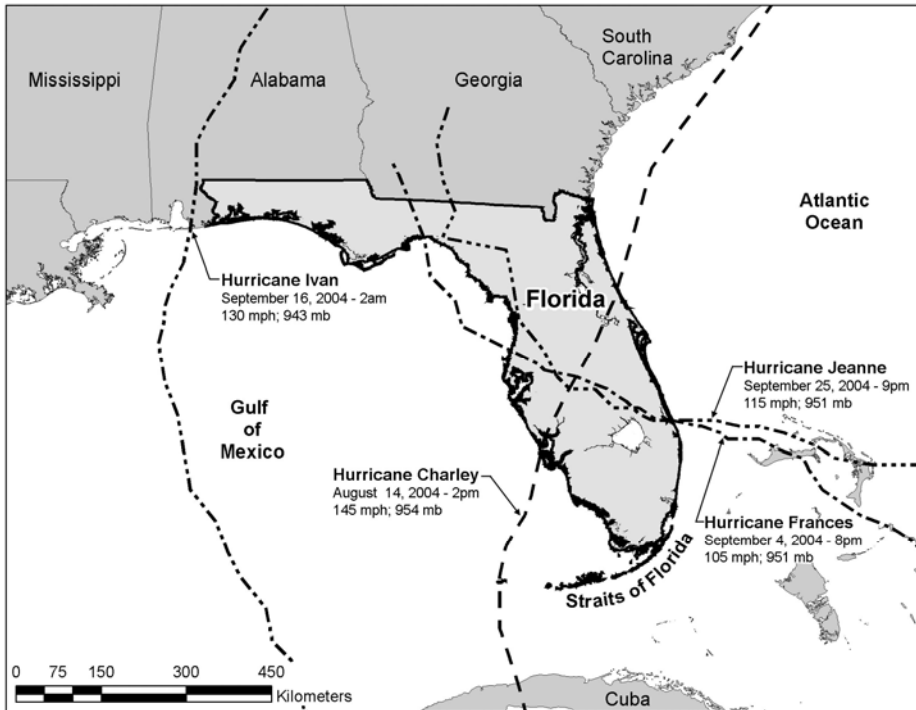 Mississippi
Alabama
Georgia
South
Carolina
Atlantic
Ocean
Hurricane Ivan
September 16, 2004 - 2am
130 mph; 943 mb
Florida
Hurricane Jeanne
September 25, 2004 - 9pm
115 mph; 951 mb
Gulf
of
Mexico
Hurricane Charley
August 14, 2004 - 2pm
145 mph; 954 mb
Hurricane Frances
September 4, 2004 - 8pm
105 mph; 951 mb
Straits of Florida
0 75 150 300 450
Kilometers
Cuba